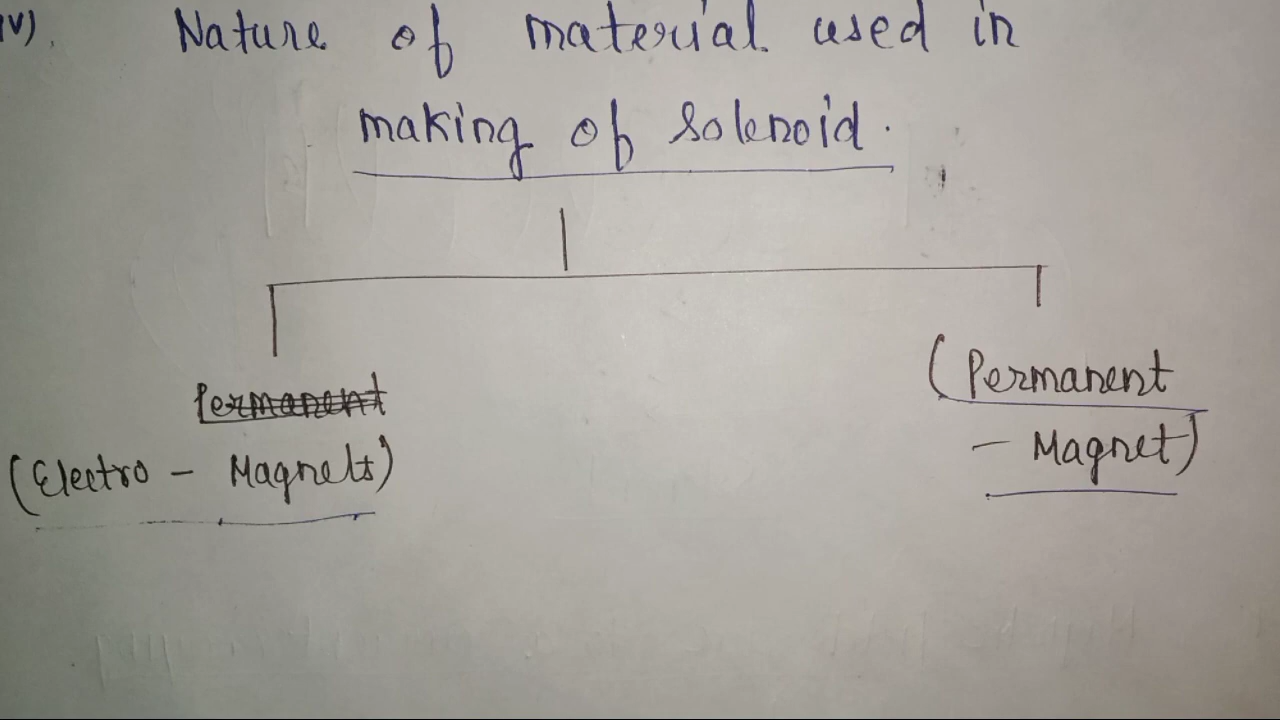 IV).
Nature of material used in
making of solenoid.
Permanent
(Electro - Magnets)
(Permanent
- Magnet)